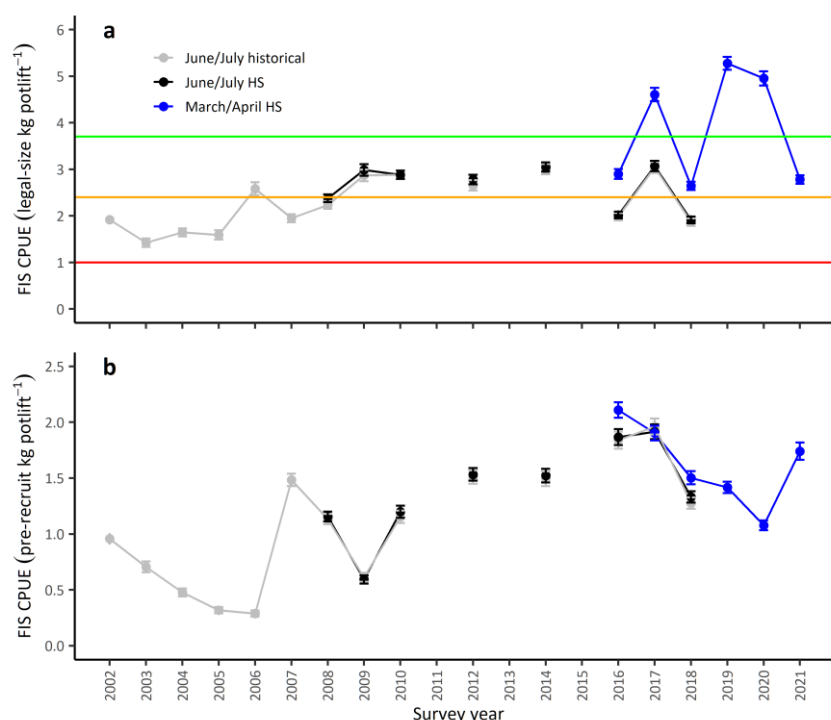 a
June/July historical
June/July HS
March/April HS
FIS CPUE (legal-size kg potlift⁻¹)
6
5
4
3
2
1
0
b
FIS CPUE (pre-recruit kg potlift⁻¹)
2.5
2.0
1.5
1.0
0.5
0.0
2002 2003 2004 2005 2006 2007 2008 2009 2010 2011 2012 2013 2014 2015 2016 2017 2018 2019 2020 2021
Survey year